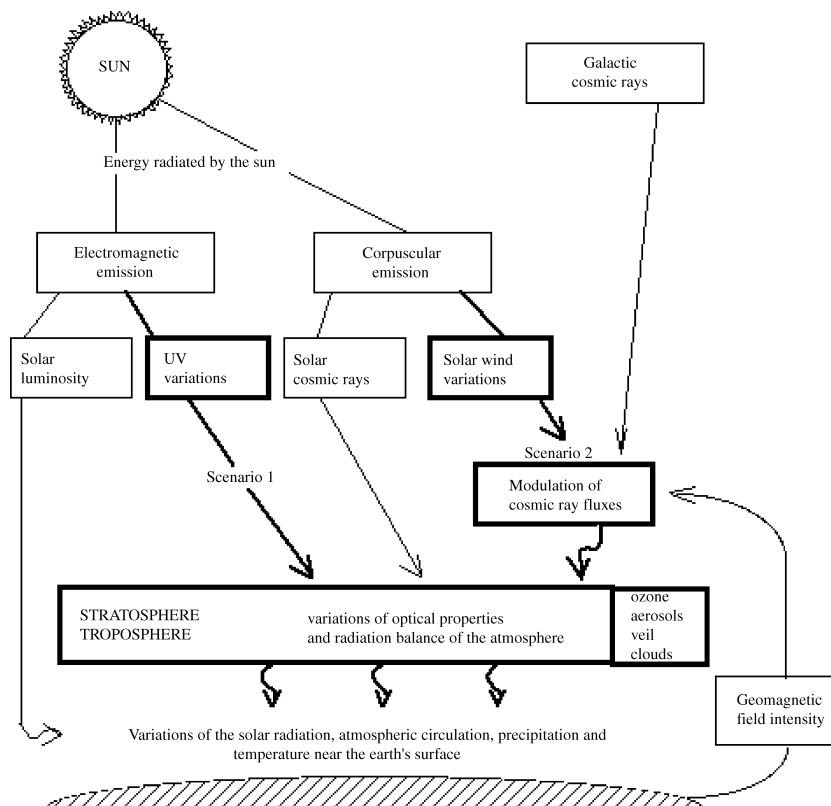 SUN
Galactic
cosmic rays
Energy radiated by the sun
Electromagnetic
emission
Corpuscular
emission
Solar
luminosity
UV
variations
Solar
cosmic rays
Solar wind
variations
Scenario 1
Scenario 2
Modulation of
cosmic ray fluxes
STRATOSPHERE
TROPOSPHERE
variations of optical properties
and radiation balance of the atmosphere
ozone
aerosols
veil
clouds
Geomagnetic
field intensity
Variations of the solar radiation, atmospheric circulation, precipitation and
temperature near the earth's surface